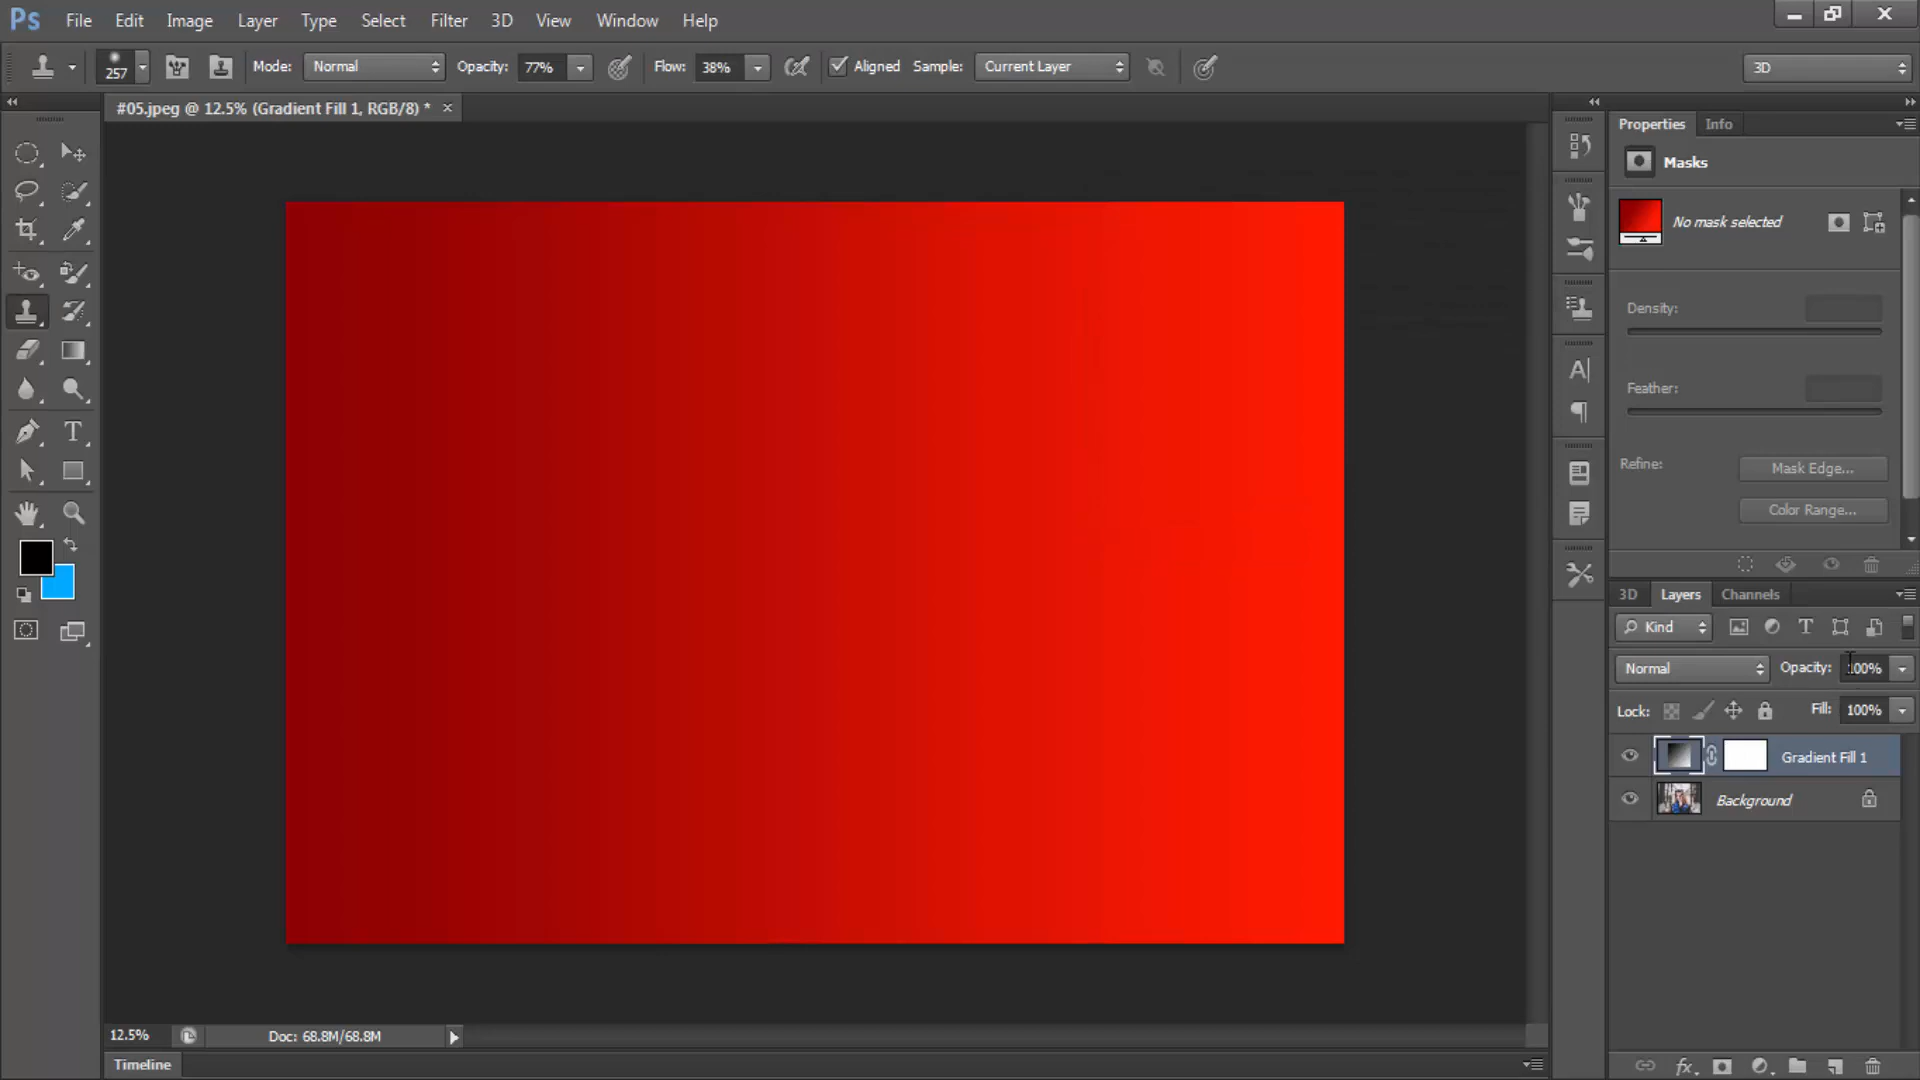 Ps File Edit Image Layer Type Select Filter 3D View Window Help
257 Mode: Normal Opacity: 77% Flow: 38% Aligned Sample: Current Layer 3D
#05.jpeg @ 12.5% (Gradient Fill 1, RGB/8) * ×
Properties Info
Masks
No mask selected
Density:
Feather:
Refine: Mask Edge...
Color Range...
3D Layers Channels
Kind
Normal Opacity: 100%
Lock: Fill: 100%
Gradient Fill 1
Background
12.5% Doc: 68.8M/68.8M
Timeline